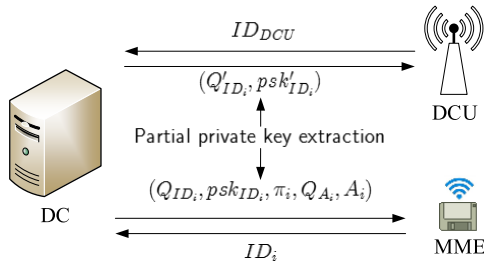 ID_{DCU}
(Q'_{ID_i}, psk'_{ID_i})
DCU
Partial private key extraction
(Q_{ID_i}, psk_{ID_i}, π_i, Q_{A_i}, A_i)
DC
ID_i
MME